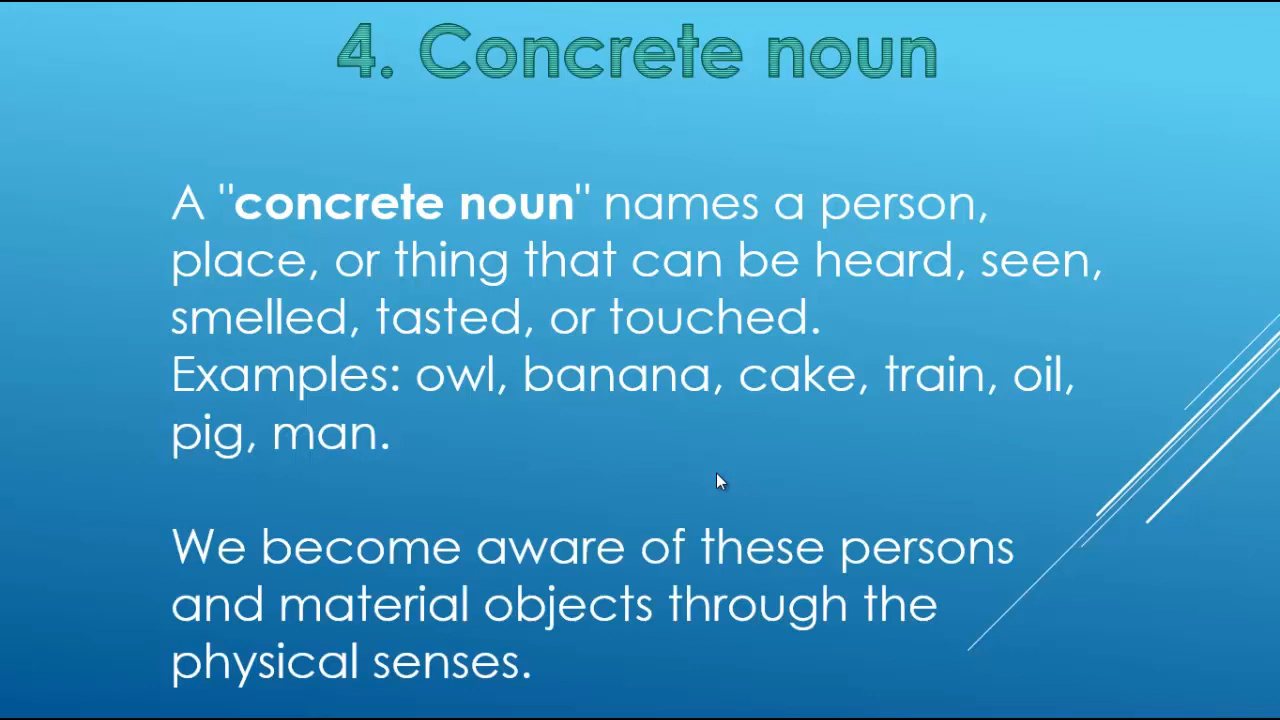 4. Concrete noun
A "concrete noun" names a person,
place, or thing that can be heard, seen,
smelled, tasted, or touched.
Examples: owl, banana, cake, train, oil,
pig, man.
We become aware of these persons
and material objects through the
physical senses.